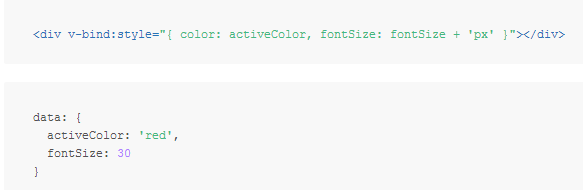 <div v-bind:style="{ color: activeColor, fontSize: fontSize + 'px' }"></div>
data: {
  activeColor: 'red',
  fontSize: 30
}